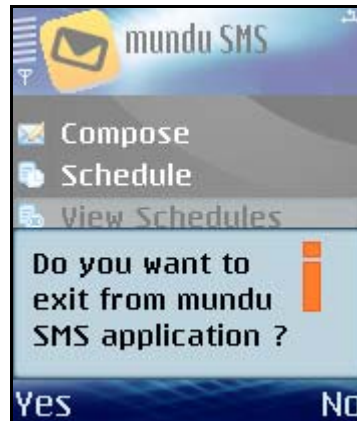 mundu SMS
Compose
Schedule
View Schedules
Do you want to
exit from mundu
SMS application ?
Yes No